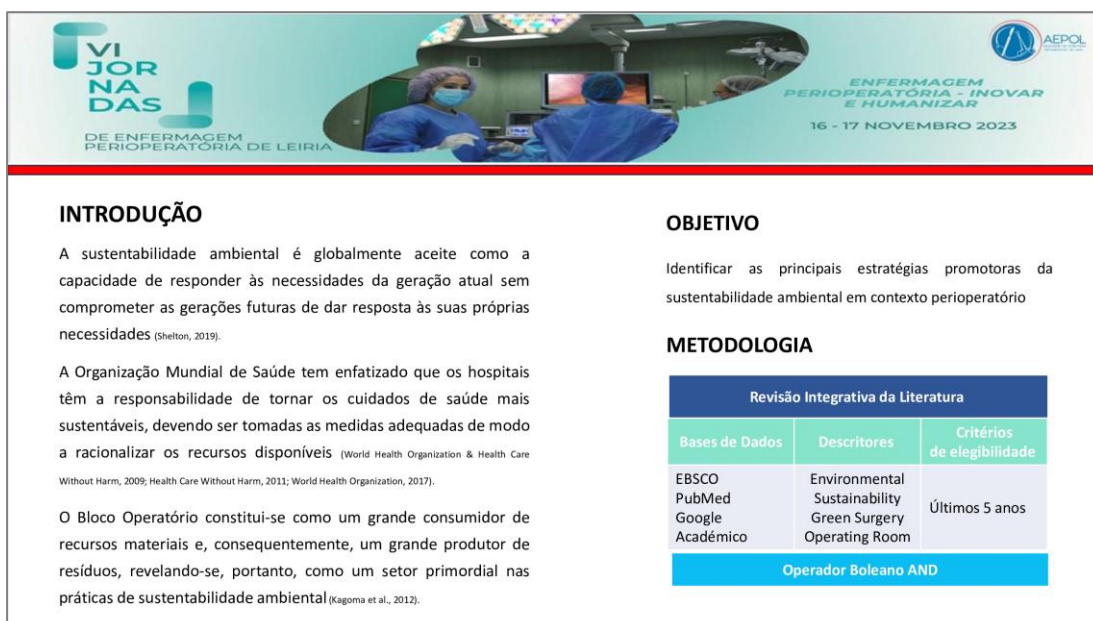 VI
JOR
NA
DAS
DE ENFERMAGEM
PERIOPERATÓRIA DE LEIRIA
AEPOL
ENFERMAGEM
PERIOPERATÓRIA - INOVAR
E HUMANIZAR
16 - 17 NOVEMBRO 2023
INTRODUÇÃO
A sustentabilidade ambiental é globalmente aceite como a
capacidade de responder às necessidades da geração atual sem
comprometer as gerações futuras de dar resposta às suas próprias
necessidades (Shelton, 2019).
A Organização Mundial de Saúde tem enfatizado que os hospitais
têm a responsabilidade de tornar os cuidados de saúde mais
sustentáveis, devendo ser tomadas as medidas adequadas de modo
a racionalizar os recursos disponíveis (World Health Organization & Health Care
Without Harm, 2009; Health Care Without Harm, 2011; World Health Organization, 2017).
O Bloco Operatório constitui-se como um grande consumidor de
recursos materiais e, consequentemente, um grande produtor de
resíduos, revelando-se, portanto, como um setor primordial nas
práticas de sustentabilidade ambiental (Kagoma et al., 2012).
OBJETIVO
Identificar as principais estratégias promotoras da
sustentabilidade ambiental em contexto perioperatório
METODOLOGIA
Revisão Integrativa da Literatura
Bases de Dados
Descritores
Critérios
de elegibilidade
EBSCO
PubMed
Google
Académico
Environmental
Sustainability
Green Surgery
Operating Room
Últimos 5 anos
Operador Boleano AND